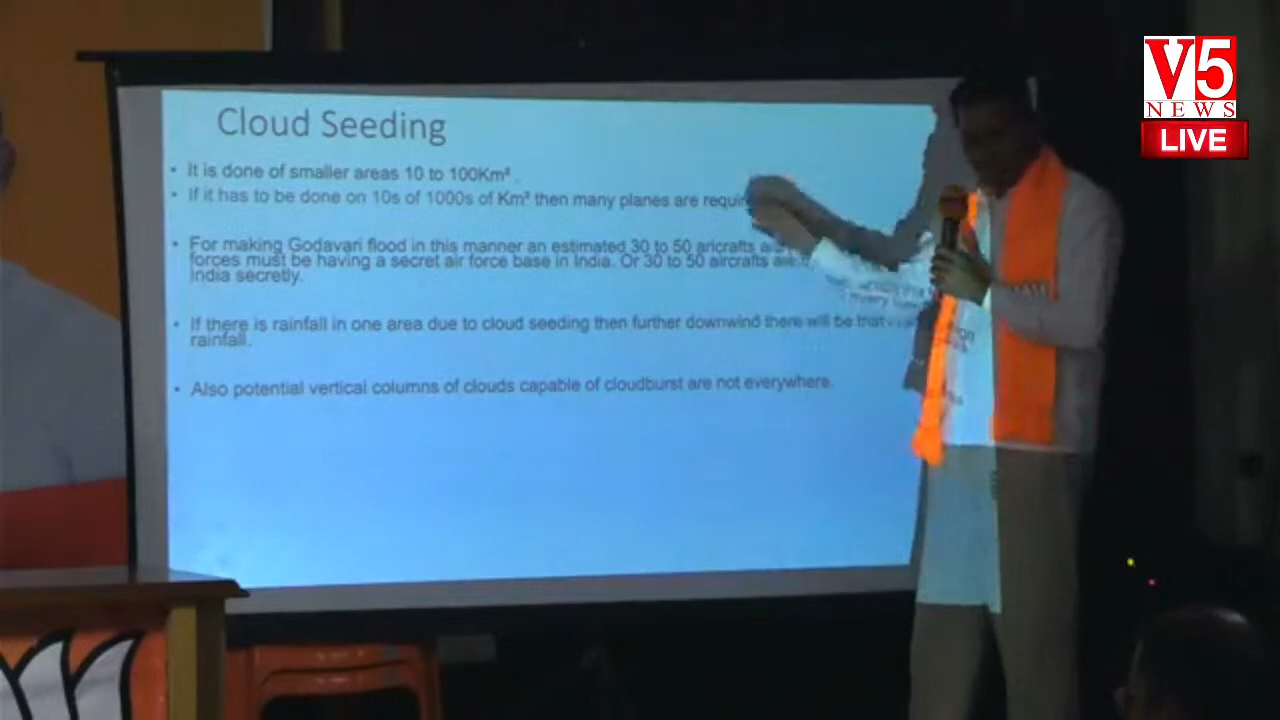 V5
NEWS
LIVE
Cloud Seeding
• It is done of smaller areas 10 to 100Km²
• If it has to be done on 10s of 1000s of Km² then many planes are requir
• For making Godavari flood in this manner an estimated 30 to 50 aricrafts
forces must be having a secret air force base in India. Or 30 to 50 aircrafts are
India secretly.
• If there is rainfall in one area due to cloud seeding then further downwind there will be that
rainfall.
• Also potential vertical columns of clouds capable of cloudburst are not everywhere.